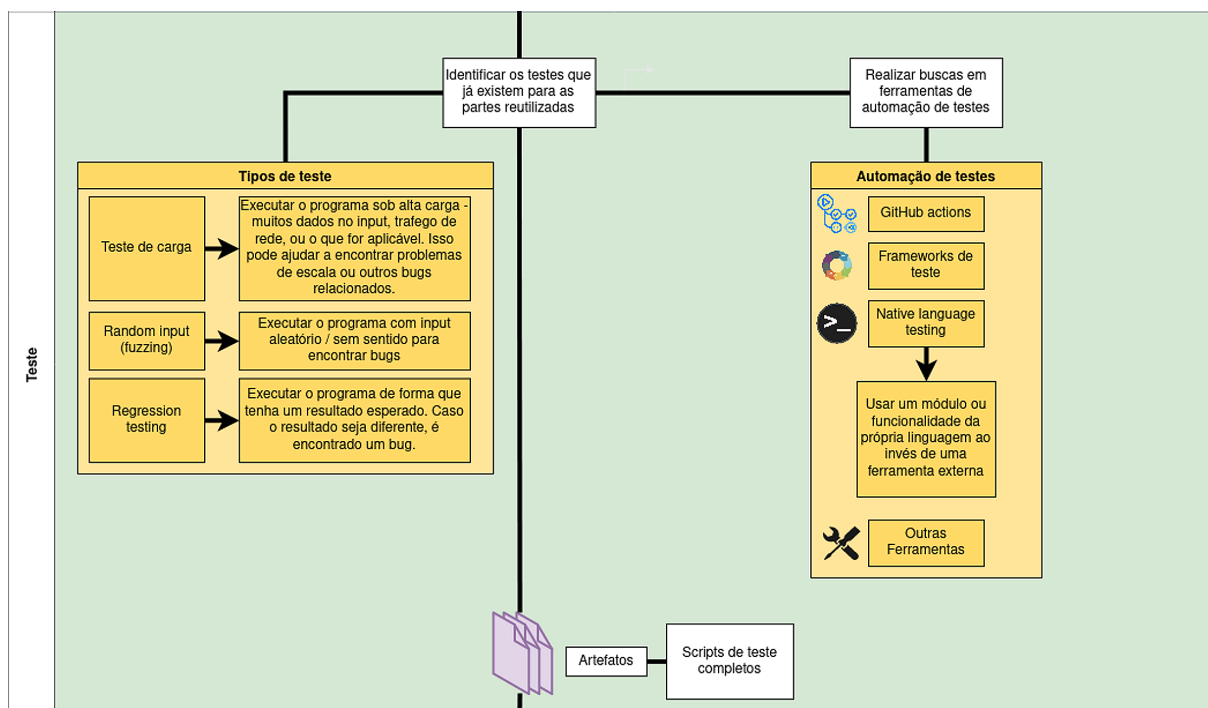 Teste
Identificar os testes que
já existem para as
partes reutilizadas
Realizar buscas em
ferramentas de
automação de testes
Tipos de teste
Teste de carga
Executar o programa sob alta carga -
muitos dados no input, trafego de
rede, ou o que for aplicável. Isso
pode ajudar a encontrar problemas
de escala ou outros bugs
relacionados.
Random input
(fuzzing)
Executar o programa com input
aleatório / sem sentido para
encontrar bugs
Regression
testing
Executar o programa de forma que
tenha um resultado esperado. Caso
o resultado seja diferente, é
encontrado um bug.
Automação de testes
GitHub actions
Frameworks de
teste
>_
Native language
testing
Usar um módulo ou
funcionalidade da
própria linguagem ao
invés de uma
ferramenta externa
Outras
Ferramentas
Artefatos
Scripts de teste
completos